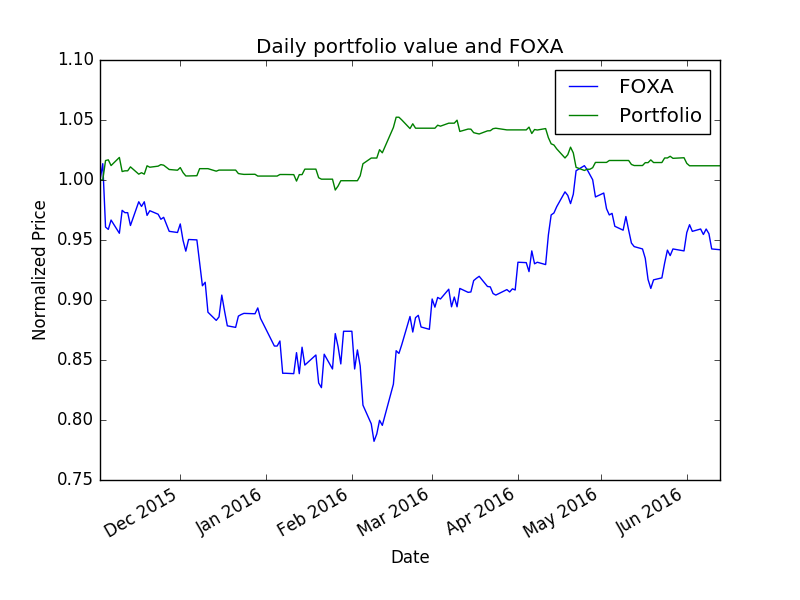 Daily portfolio value and FOXA
1.10
1.05
1.00
0.95
0.90
0.85
0.80
0.75
Normalized Price
FOXA
Portfolio
Dec 2015
Jan 2016
Feb 2016
Mar 2016
Apr 2016
May 2016
Jun 2016
Date